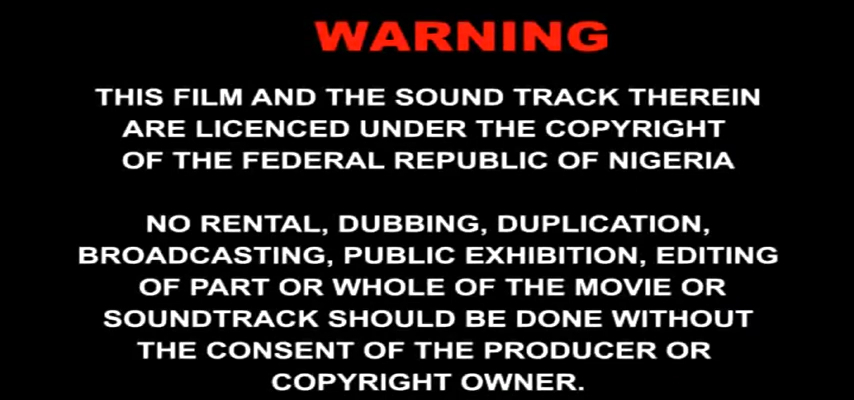 WARNING
THIS FILM AND THE SOUND TRACK THEREIN
ARE LICENCED UNDER THE COPYRIGHT
OF THE FEDERAL REPUBLIC OF NIGERIA
NO RENTAL, DUBBING, DUPLICATION,
BROADCASTING, PUBLIC EXHIBITION, EDITING
OF PART OR WHOLE OF THE MOVIE OR
SOUNDTRACK SHOULD BE DONE WITHOUT
THE CONSENT OF THE PRODUCER OR
COPYRIGHT OWNER.